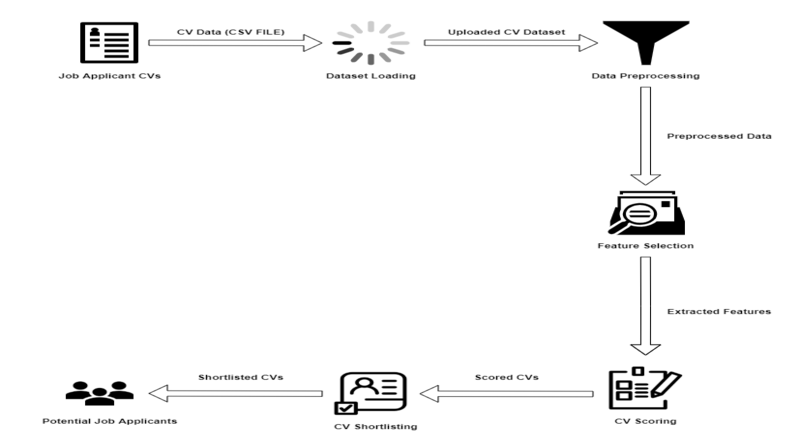 CV Data (CSV FILE)
Uploaded CV Dataset
Job Applicant CVs
Dataset Loading
Data Preprocessing
Preprocessed Data
Feature Selection
Extracted Features
Shortlisted CVs
Scored CVs
Potential Job Applicants
CV Shortlisting
CV Scoring